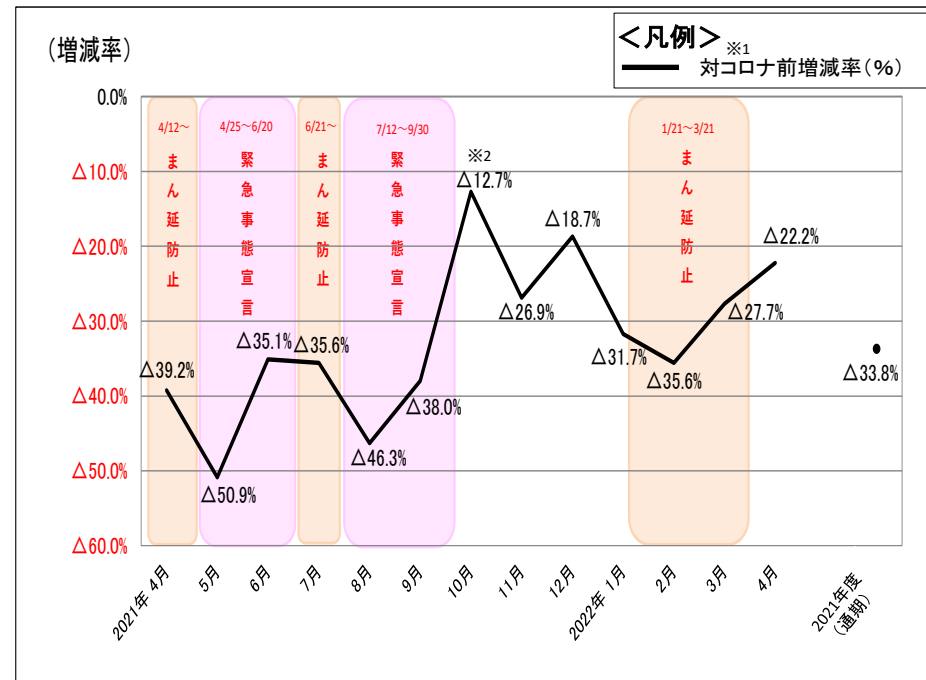 (増減率)
<凡例>
※1
対コロナ前増減率(%)
0.0%
△10.0%
△20.0%
△30.0%
△40.0%
△50.0%
△60.0%
4/12~
まん延防止
4/25~6/20
緊急事態宣言
6/21~
まん延防止
7/12~9/30
緊急事態宣言
1/21~3/21
まん延防止
△39.2%
△50.9%
△35.1%
△35.6%
△46.3%
△38.0%
※2
△12.7%
△26.9%
△18.7%
△31.7%
△35.6%
△27.7%
△22.2%
△33.8%
2021年 4月
5月
6月
7月
8月
9月
10月
11月
12月
2022年 1月
2月
3月
4月
2021年度
(通期)